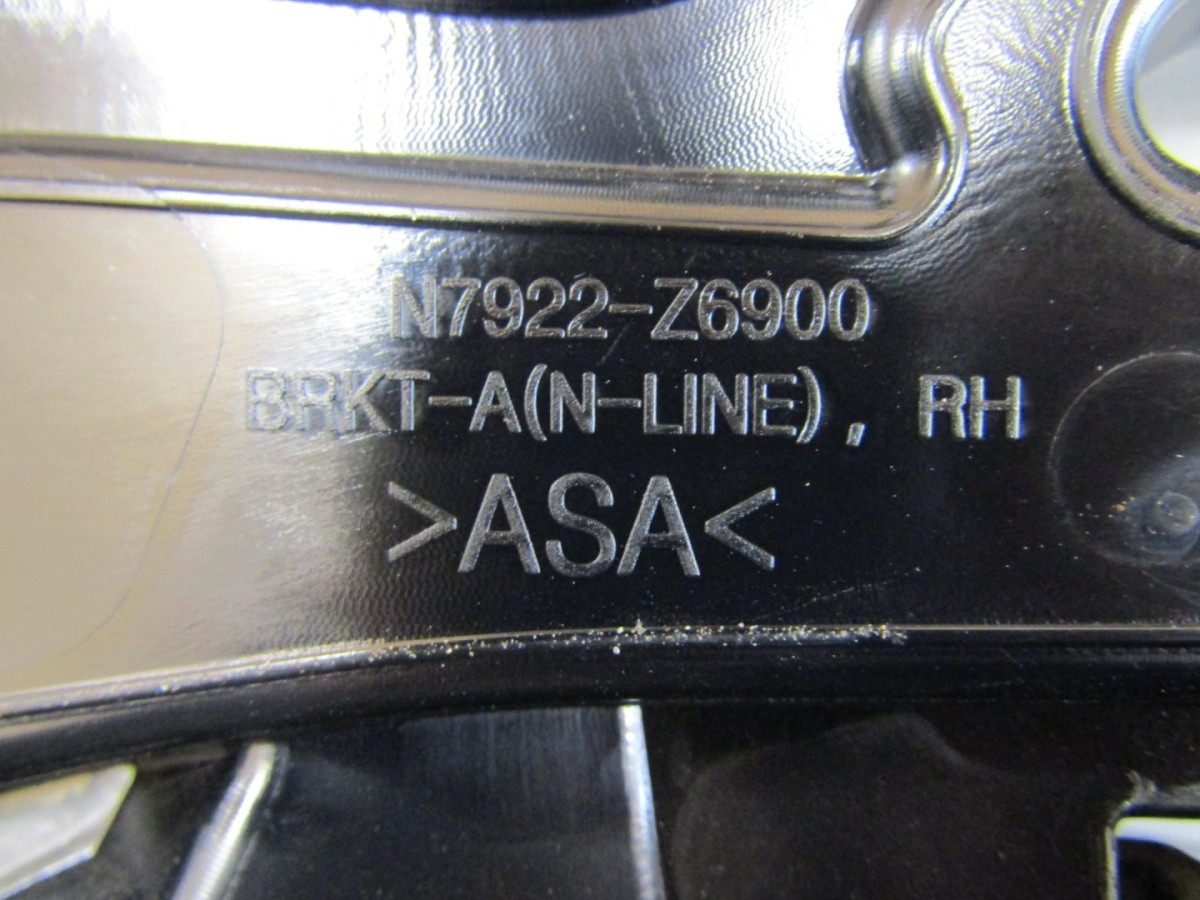 N7922-Z6900
BRKT-A(N-LINE), RH
>ASA<